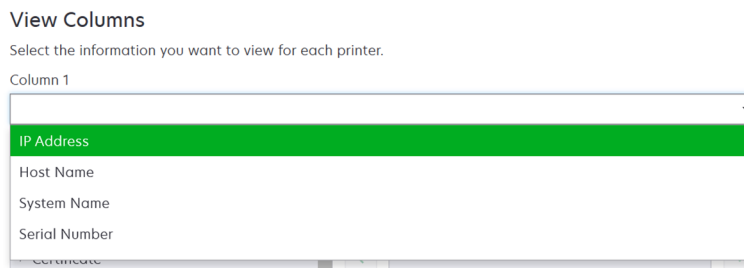 View Columns
Select the information you want to view for each printer.
Column 1
IP Address
Host Name
System Name
Serial Number
Certificate